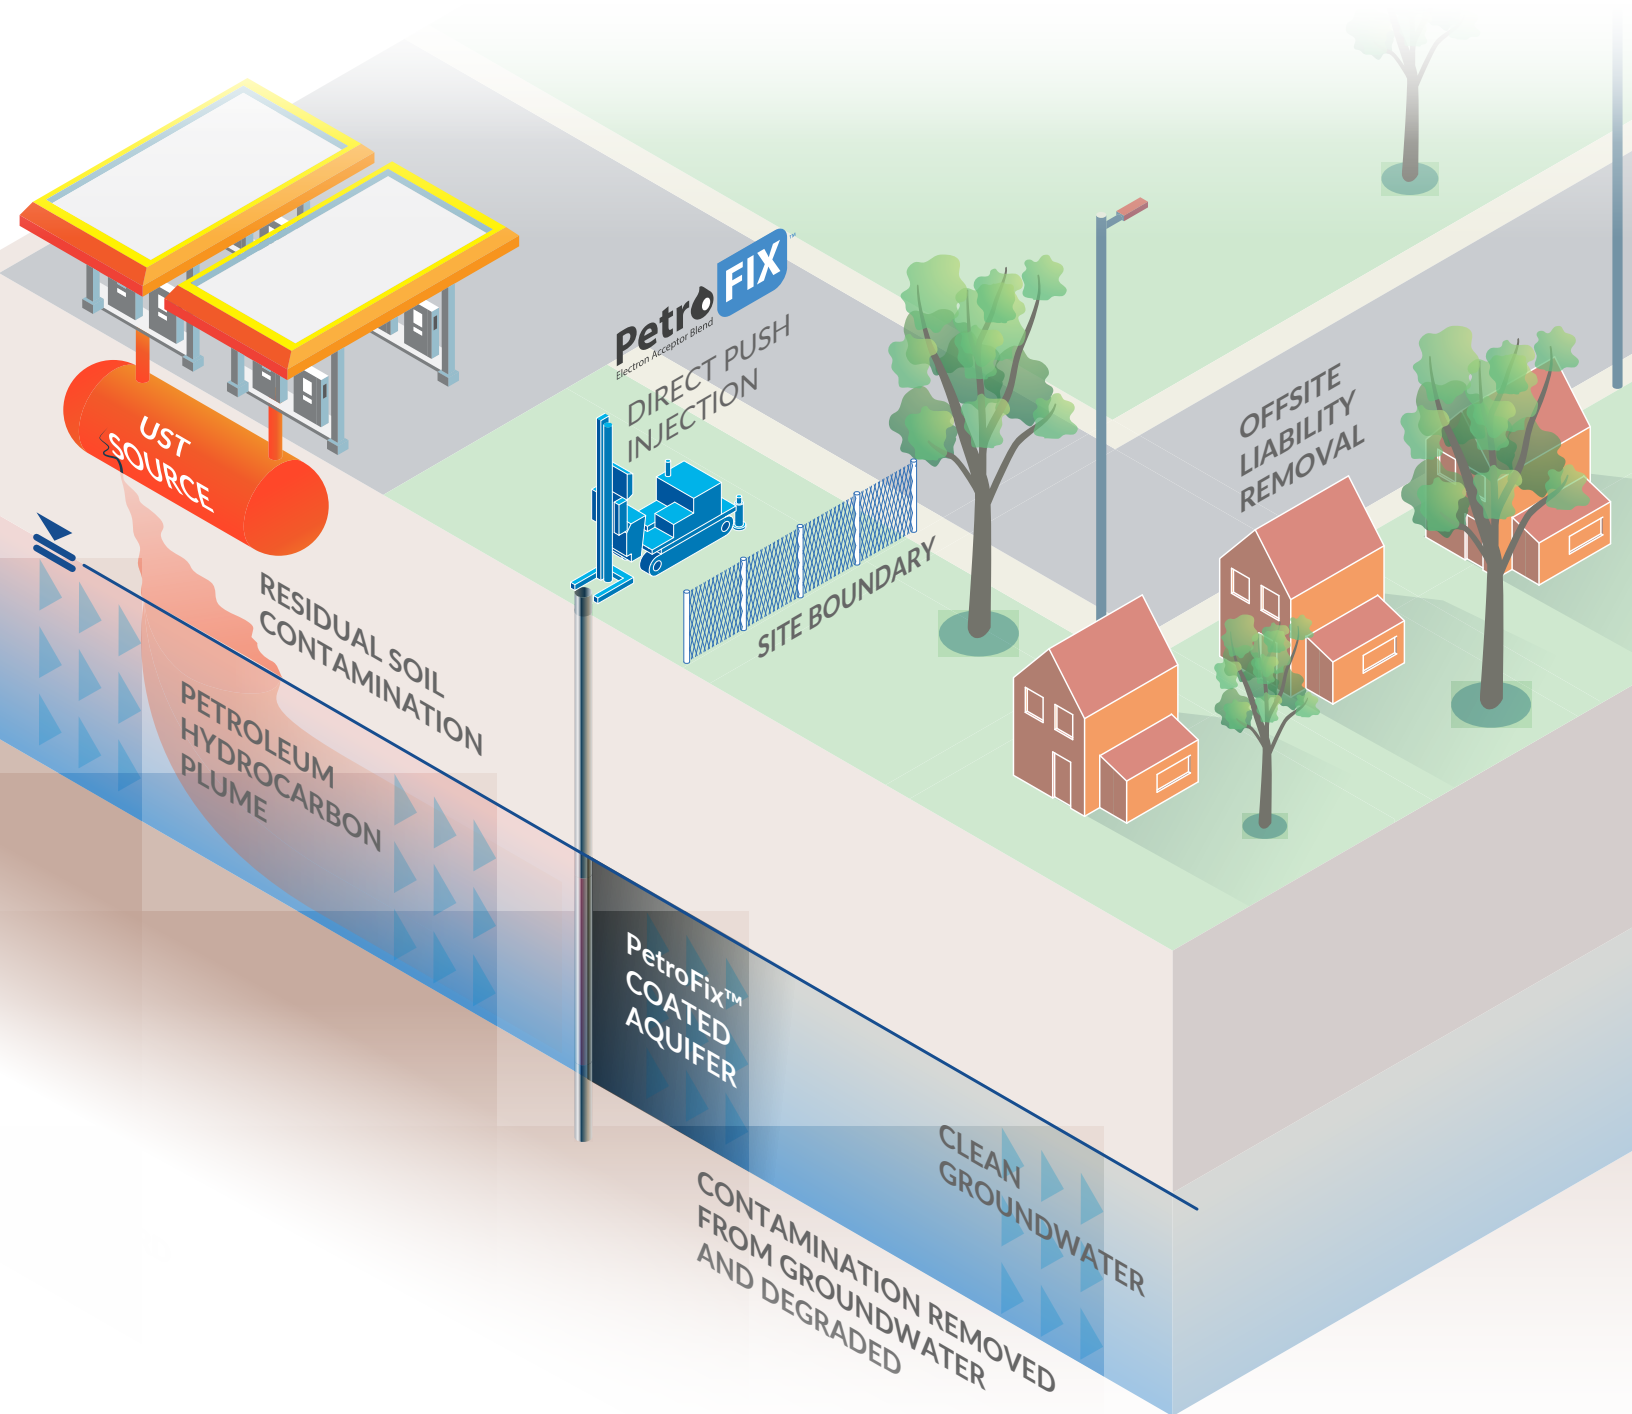 Petro FIX™
Electron Acceptor Blend
DIRECT PUSH
INJECTION
UST
SOURCE
OFFSITE
LIABILITY
REMOVAL
SITE BOUNDARY
RESIDUAL SOIL
CONTAMINATION
PETROLEUM
HYDROCARBON
PLUME
PetroFix™
COATED
AQUIFER
CLEAN
GROUNDWATER
CONTAMINATION REMOVED
FROM GROUNDWATER
AND DEGRADED